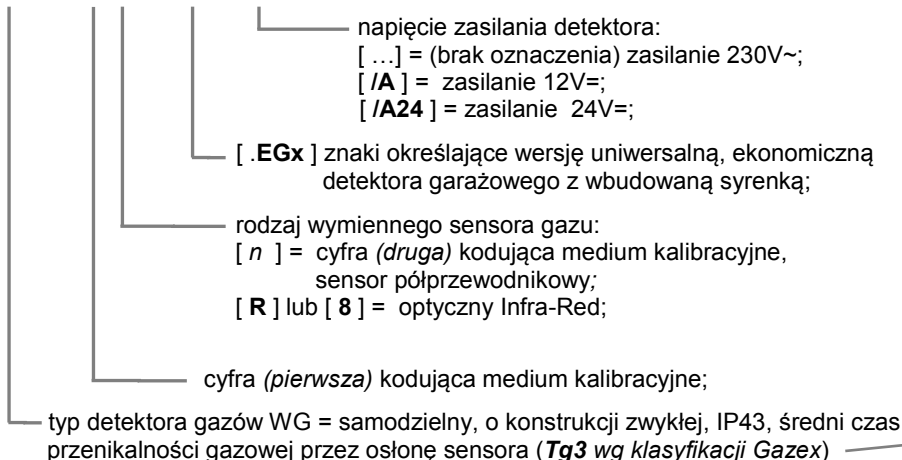 napięcie zasilania detektora:
[ …] = (brak oznaczenia) zasilanie 230V~;
[ /A ] = zasilanie 12V=;
[ /A24 ] = zasilanie 24V=;
[ .EGx ] znaki określające wersję uniwersalną, ekonomiczną
detektora garażowego z wbudowaną syrenką;
rodzaj wymiennego sensora gazu:
[ n ] = cyfra (druga) kodująca medium kalibracyjne,
sensor półprzewodnikowy;
[ R ] lub [ 8 ] = optyczny Infra-Red;
cyfra (pierwsza) kodująca medium kalibracyjne;
typ detektora gazów WG = samodzielny, o konstrukcji zwykłej, IP43, średni czas
przenikalności gazowej przez osłonę sensora (Tg3 wg klasyfikacji Gazex)